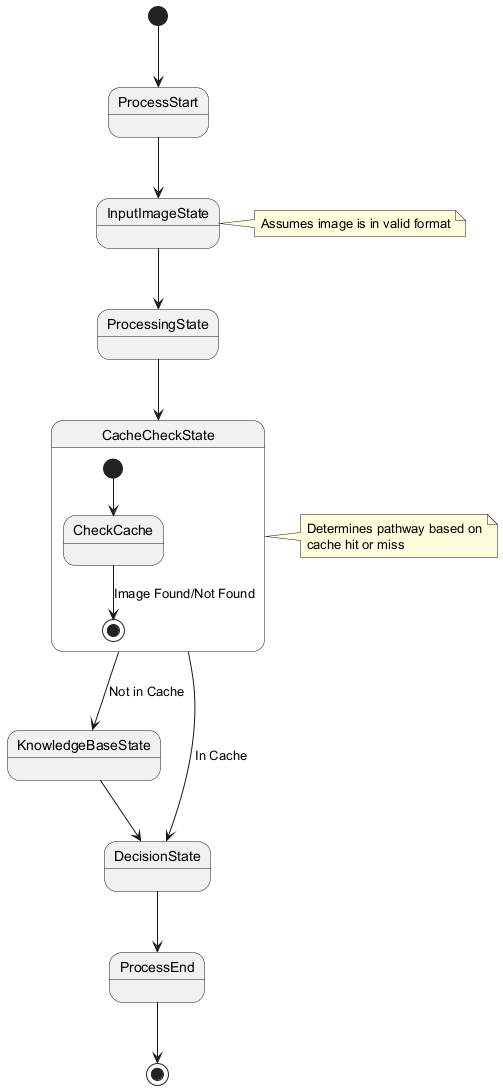 ProcessStart
InputImageState
Assumes image is in valid format
ProcessingState
CacheCheckState
CheckCache
Determines pathway based on
cache hit or miss
Image Found/Not Found
Not in Cache
KnowledgeBaseState
In Cache
DecisionState
ProcessEnd